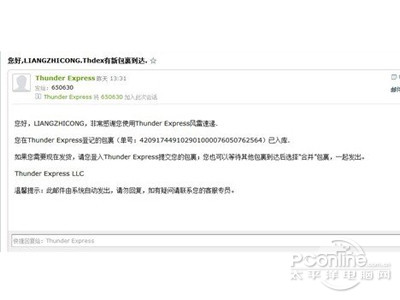 您好,LIANGZHICONG.Thdex有新包裹到达. ☆
Thunder Express 昨天 13:31
发给: 650630
Thunder Express 将 650630 加入此次会话
您好，LIANGZHICONG，非常感谢您使用Thunder Express风雷速递.
您在Thunder Express登记的包裹（单号：420917449102901000076050762564）已入库.
如果您需要现在发货，请您登入Thunder Express提交您的包裹；您也可以等待其他包裹到达后选择“合并”包裹，一起发出。
Thunder Express LLC
温馨提示：此邮件由系统自动发出，请勿回复，如有疑问请联系您的客服专员。
快捷回复给：Thunder Express
PConline.com.cn
太平洋电脑网